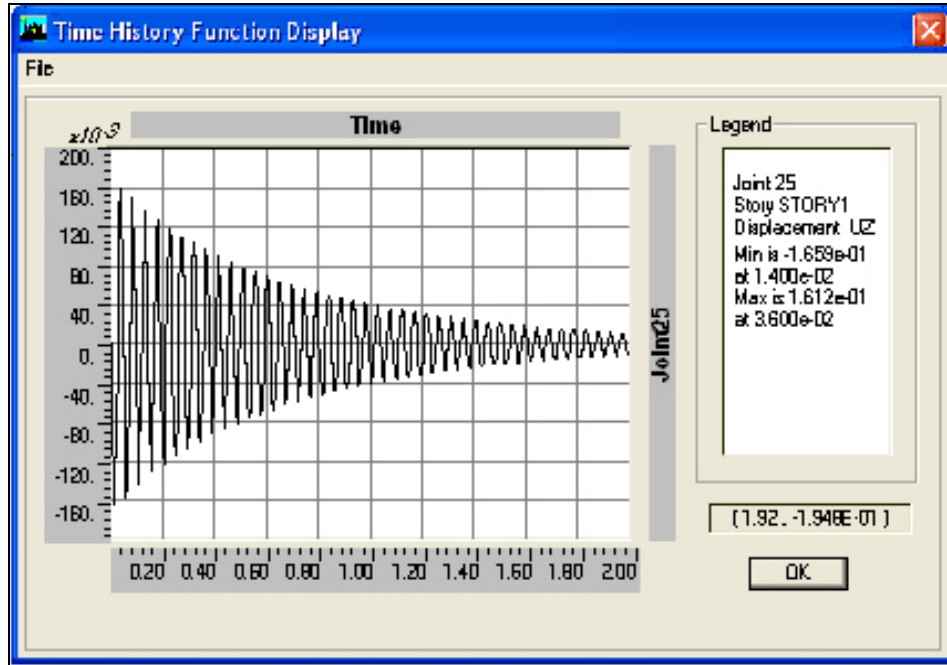 Time History Function Display
File
x10-3
Time
Legend
200.
160.
120.
80.
40.
0.
-40.
-80.
-120.
-160.
Joint25
Joint 25
Story STORY1
Displacement UZ
Min is -1.659e-01
at 1.400e-02
Max is 1.612e-01
at 3.600e-02
(1.92, -1.948E-01)
0.20 0.40 0.60 0.80 1.00 1.20 1.40 1.60 1.80 2.00
OK